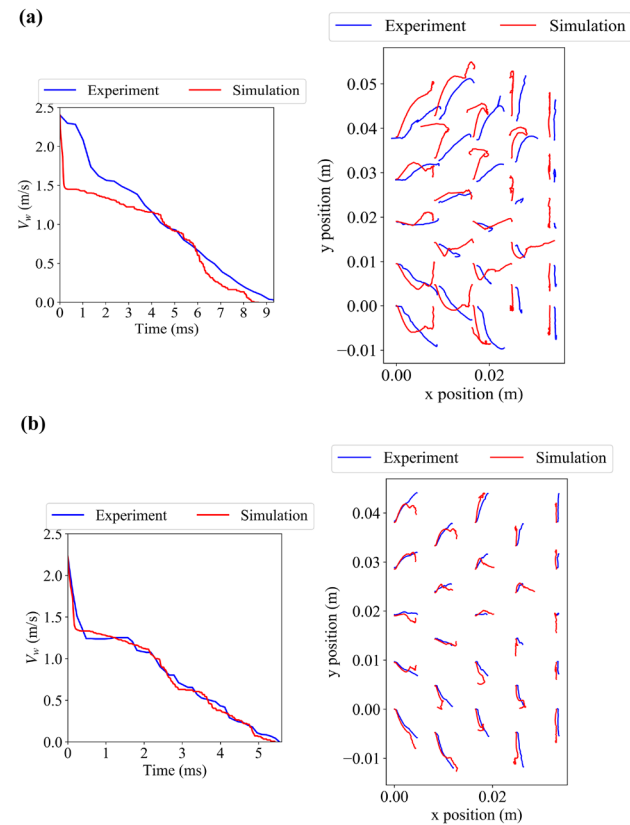 (a)
Experiment Simulation
2.5
2.0
1.5
1.0
0.5
0.0
0 1 2 3 4 5 6 7 8 9
Time (ms)
V_w (m/s)
Experiment Simulation
0.05
0.04
0.03
0.02
0.01
0.00
−0.01
0.00 0.02
x position (m)
y position (m)
(b)
Experiment Simulation
2.5
2.0
1.5
1.0
0.5
0.0
0 1 2 3 4 5
Time (ms)
V_w (m/s)
Experiment Simulation
0.04
0.03
0.02
0.01
0.00
−0.01
0.00 0.02
x position (m)
y position (m)